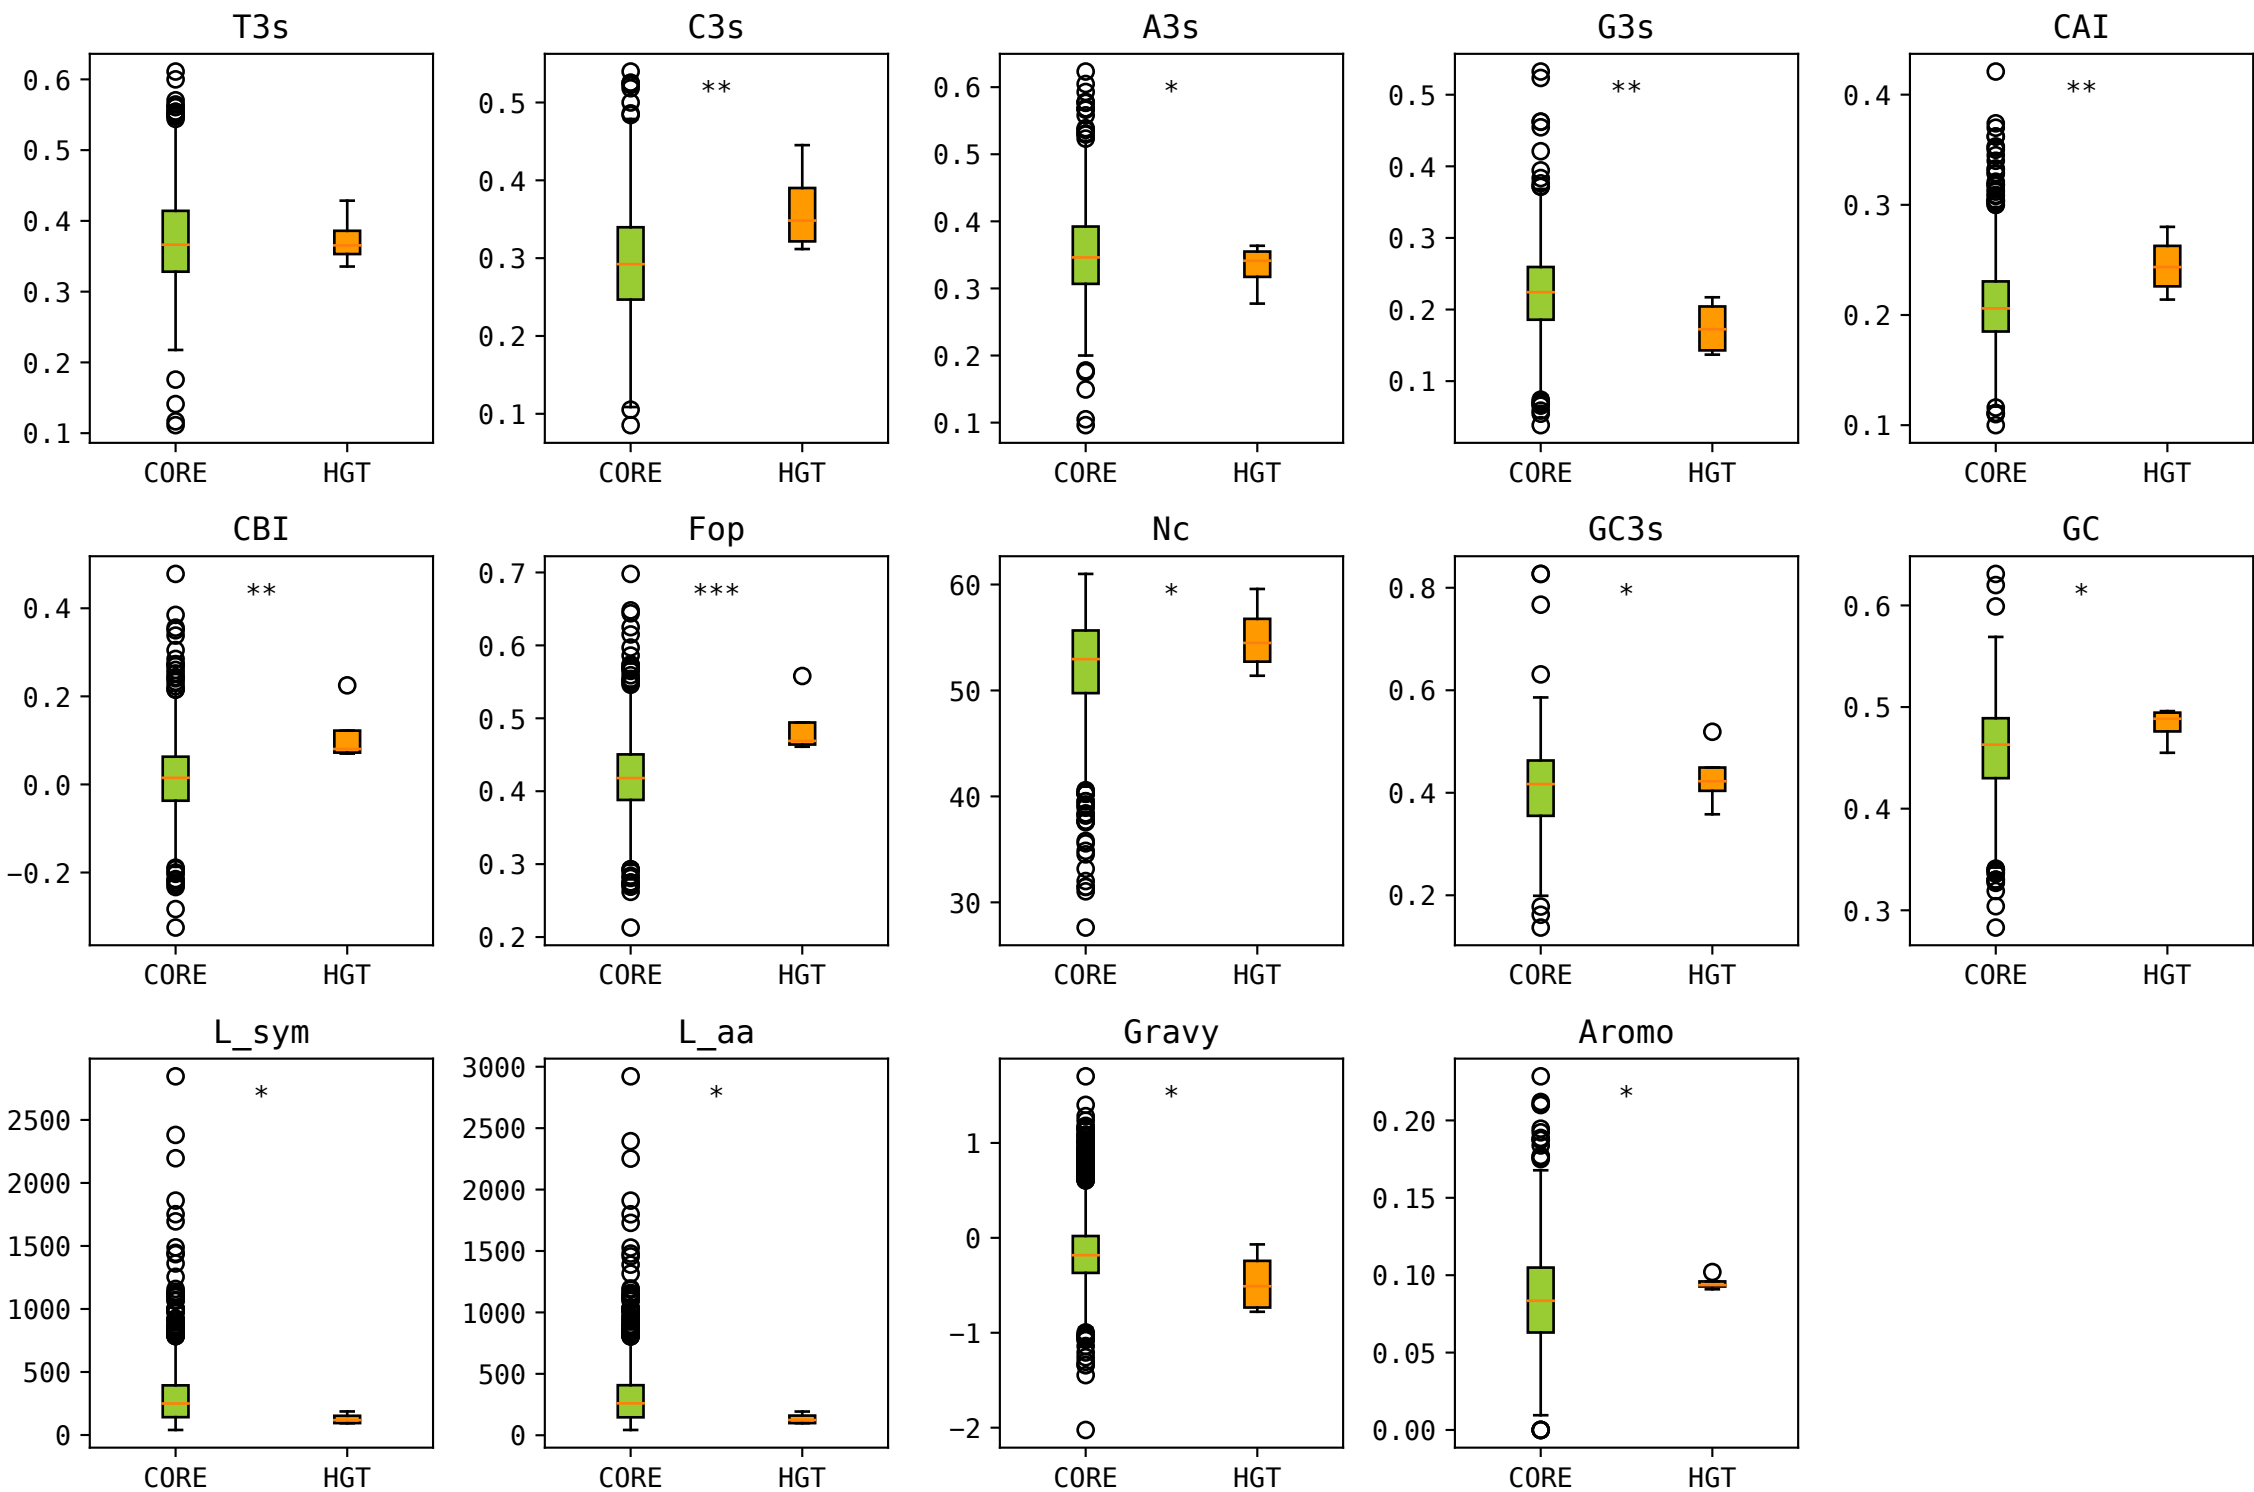 T3s
0.6
0.5
0.4
0.3
0.2
0.1
CORE HGT
C3s
**
0.5
0.4
0.3
0.2
0.1
CORE HGT
A3s
*
0.6
0.5
0.4
0.3
0.2
0.1
CORE HGT
G3s
**
0.5
0.4
0.3
0.2
0.1
CORE HGT
CAI
**
0.4
0.3
0.2
0.1
CORE HGT
CBI
**
0.4
0.2
0.0
−0.2
CORE HGT
Fop
***
0.7
0.6
0.5
0.4
0.3
0.2
CORE HGT
Nc
*
60
50
40
30
CORE HGT
GC3s
*
0.8
0.6
0.4
0.2
CORE HGT
GC
*
0.6
0.5
0.4
0.3
CORE HGT
L_sym
*
2500
2000
1500
1000
500
0
CORE HGT
L_aa
*
3000
2500
2000
1500
1000
500
0
CORE HGT
Gravy
*
1
0
−1
−2
CORE HGT
Aromo
*
0.20
0.15
0.10
0.05
0.00
CORE HGT